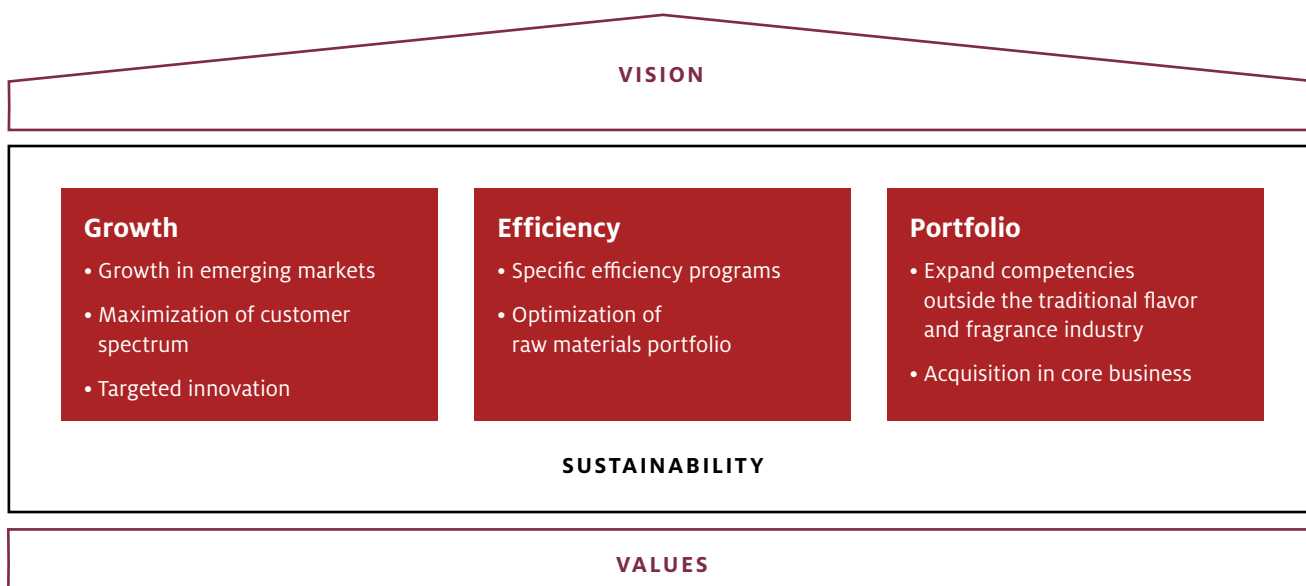 VISION
Growth
• Growth in emerging markets
• Maximization of customer
spectrum
• Targeted innovation
Efficiency
• Specific efficiency programs
• Optimization of
raw materials portfolio
Portfolio
• Expand competencies
outside the traditional flavor
and fragrance industry
• Acquisition in core business
SUSTAINABILITY
VALUES